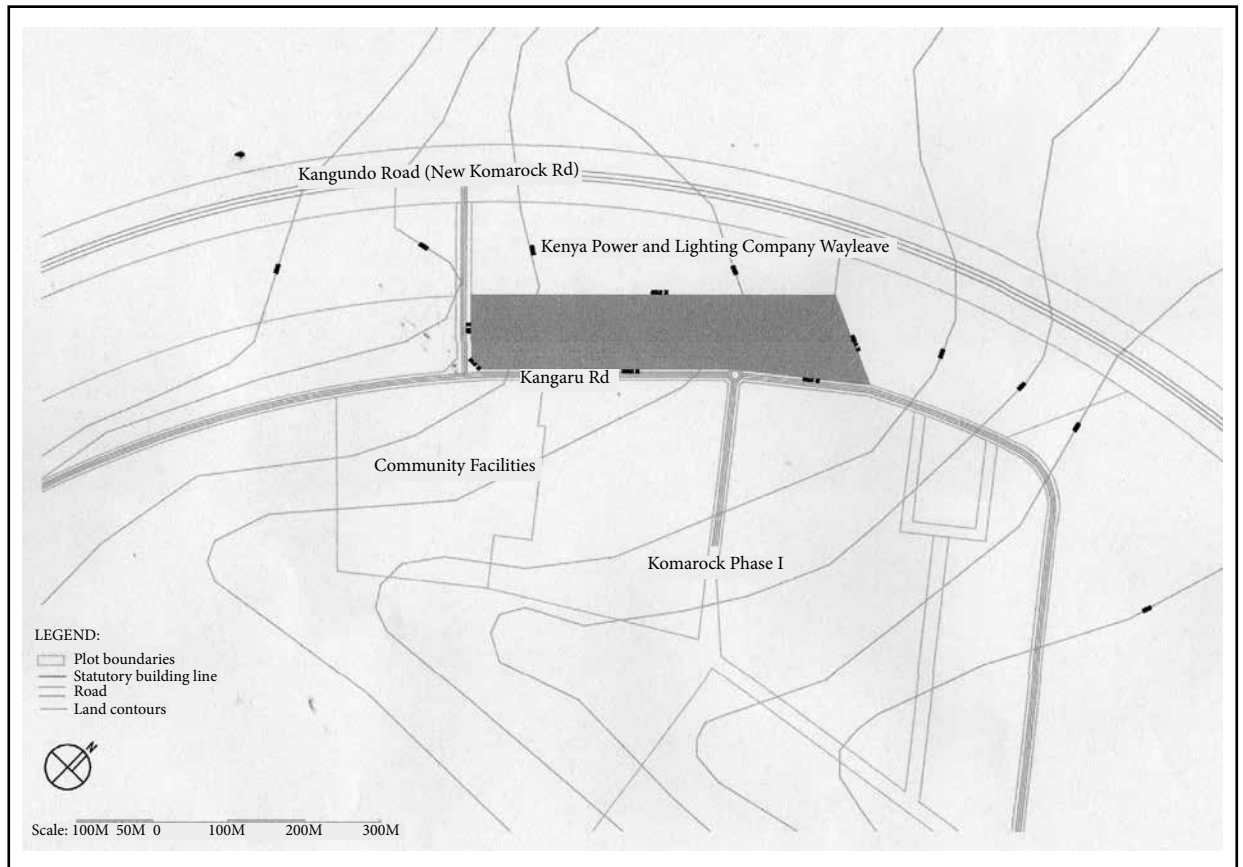 Kangundo Road (New Komarock Rd)
Kenya Power and Lighting Company Wayleave
Kangaru Rd
Community Facilities
Komarock Phase I
LEGEND:
Plot boundaries
Statutory building line
Road
Land contours
N
Scale: 100M 50M 0 100M 200M 300M